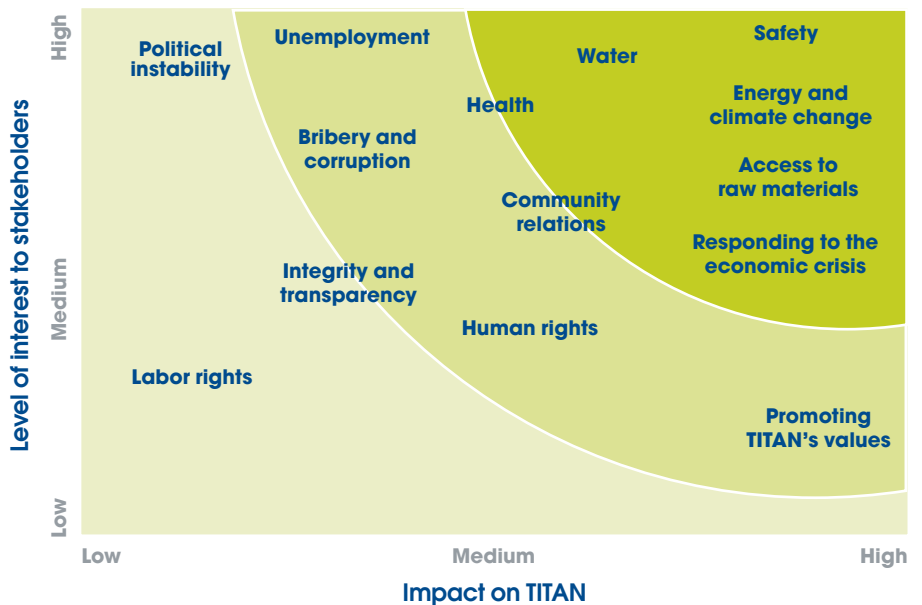 Level of interest to stakeholders
High
Medium
Low
Political
instability
Unemployment
Water
Safety
Health
Energy and
climate change
Bribery and
corruption
Access to
raw materials
Community
relations
Responding to the
economic crisis
Integrity and
transparency
Human rights
Labor rights
Promoting
TITAN's values
Low
Medium
High
Impact on TITAN